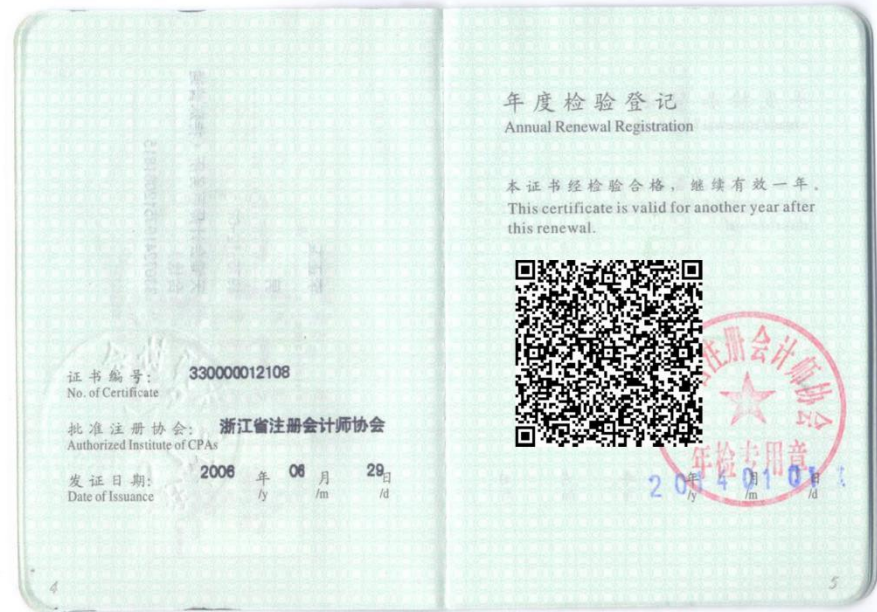 证书编号: 330000012108
No. of Certificate
批准注册协会: 浙江省注册会计师协会
Authorized Institute of CPAs
发证日期: 2006 年 06 月 29 日
Date of Issuance /y /m /d
4
年度检验登记
Annual Renewal Registration
本证书经检验合格，继续有效一年。
This certificate is valid for another year after
this renewal.
注册会计师协会
年检专用章
年 月 日
/y /m /d
5